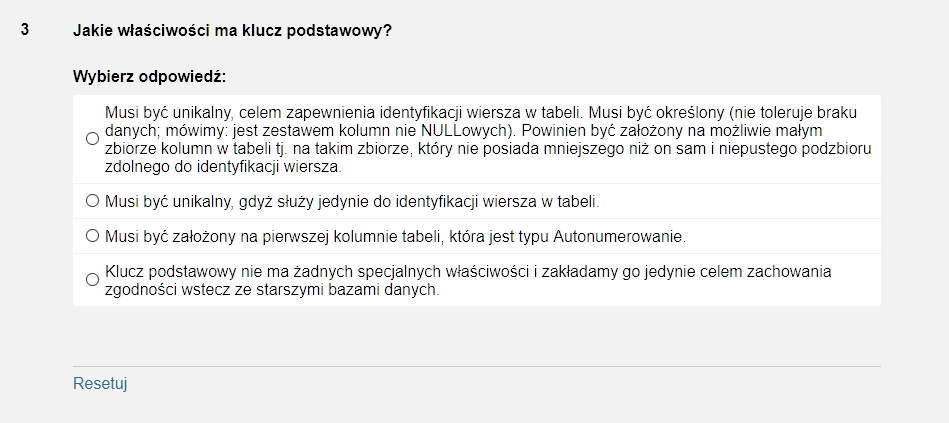 3 Jakie właściwości ma klucz podstawowy?
Wybierz odpowiedź:
Musi być unikalny, celem zapewnienia identyfikacji wiersza w tabeli. Musi być określony (nie toleruje braku
danych; mówimy: jest zestawem kolumn nie NULLowych). Powinien być założony na możliwie małym
zbiorze kolumn w tabeli tj. na takim zbiorze, który nie posiada mniejszego niż on sam i niepustego podzbioru
zdolnego do identyfikacji wiersza.
Musi być unikalny, gdyż służy jedynie do identyfikacji wiersza w tabeli.
Musi być założony na pierwszej kolumnie tabeli, która jest typu Autonumerowanie.
Klucz podstawowy nie ma żadnych specjalnych właściwości i zakładamy go jedynie celem zachowania
zgodności wstecz ze starszymi bazami danych.
Resetuj